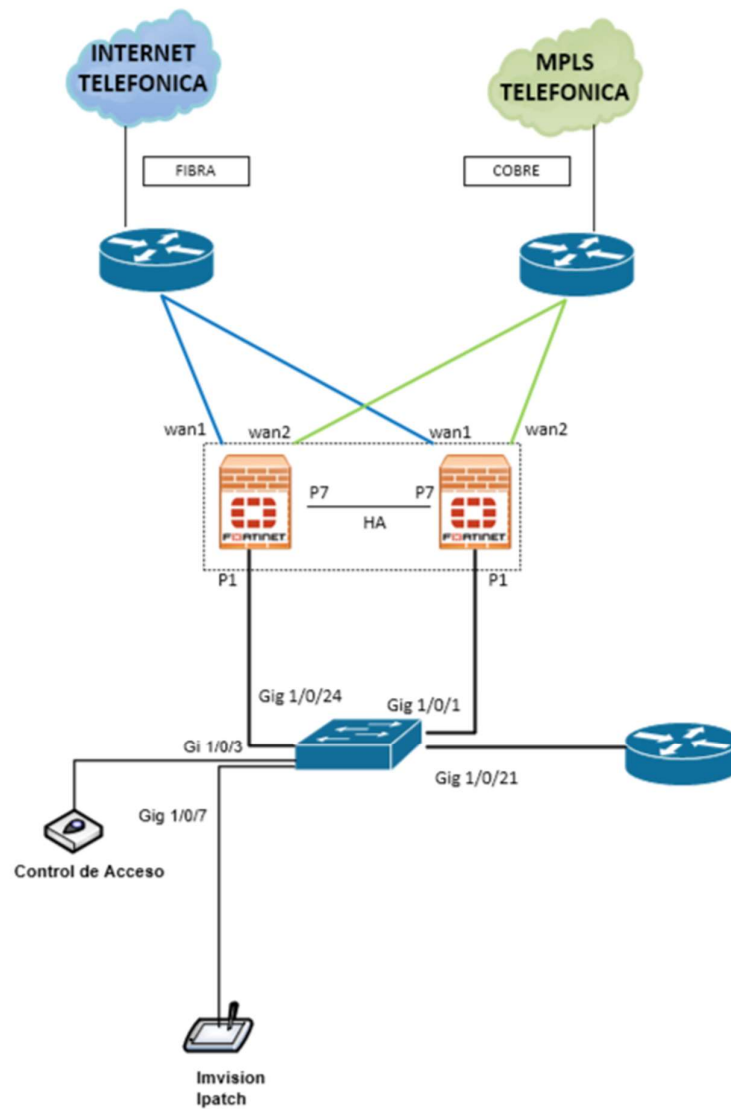 INTERNET
TELEFONICA
MPLS
TELEFONICA
FIBRA
COBRE
wan1
wan2
wan1
wan2
P7
P7
HA
FORTINET
FORTINET
P1
P1
Gig 1/0/24
Gig 1/0/1
Gi 1/0/3
Gig 1/0/21
Gig 1/0/7
Control de Acceso
Imvision
Ipatch